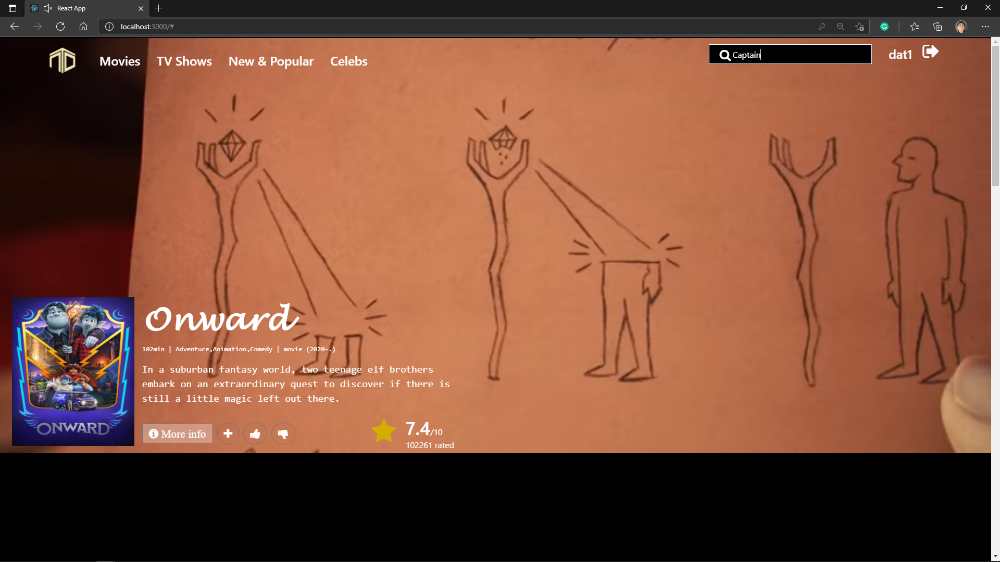 React App
localhost:3000/#
Movies TV Shows New & Popular Celebs
Captain
dat1
Onward
102min | Adventure,Animation,Comedy | movie (2020-.)
In a suburban fantasy world, two teenage elf brothers
embark on an extraordinary quest to discover if there is
still a little magic left out there.
ONWARD
More info
7.4/10
102261 rated